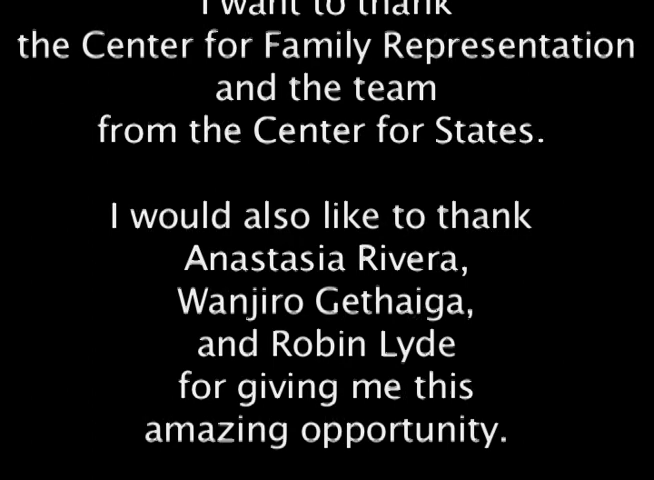 I want to thank
the Center for Family Representation
and the team
from the Center for States.
I would also like to thank
Anastasia Rivera,
Wanjiro Gethaiga,
and Robin Lyde
for giving me this
amazing opportunity.